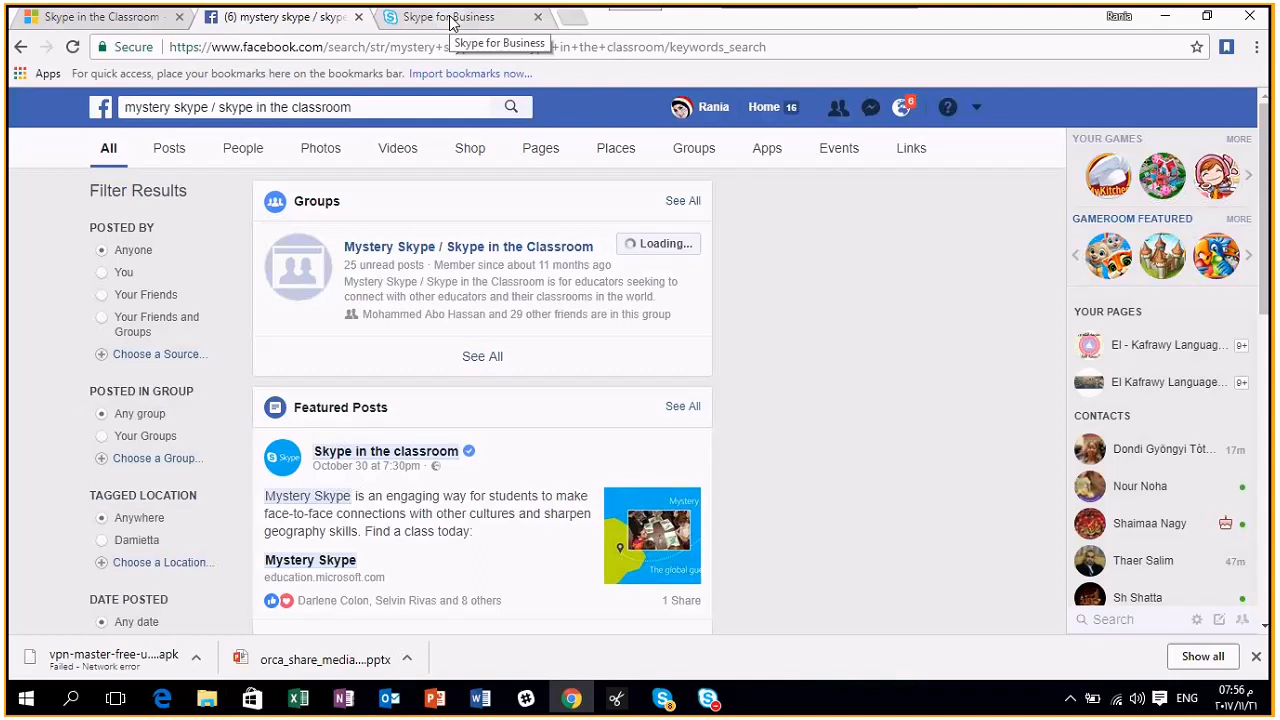 Skype in the Classroom -
(6) mystery skype / skype
Skype for Business
Rania
Secure
https://www.facebook.com/search/str/mystery+s in+the+classroom/keywords_search
Skype for Business
Apps
For quick access, place your bookmarks here on the bookmarks bar. Import bookmarks now...
mystery skype / skype in the classroom
Rania
Home 16
6
All Posts People Photos Videos Shop Pages Places Groups Apps Events Links
Filter Results
POSTED BY
Anyone
You
Your Friends
Your Friends and
Groups
Choose a Source...
POSTED IN GROUP
Any group
Your Groups
Choose a Group...
TAGGED LOCATION
Anywhere
Damietta
Choose a Location...
DATE POSTED
Any date
Groups
See All
Mystery Skype / Skype in the Classroom
Loading...
25 unread posts · Member since about 11 months ago
Mystery Skype / Skype in the Classroom is for educators seeking to
connect with other educators and their classrooms in the world.
Mohammed Abo Hassan and 29 other friends are in this group
See All
Featured Posts
See All
Skype
Skype in the classroom
October 30 at 7:30pm ·
Mystery Skype is an engaging way for students to make
face-to-face connections with other cultures and sharpen
geography skills. Find a class today:
Mystery Skype
education.microsoft.com
Mystery
The global gue
Darlene Colon, Selvin Rivas and 8 others
1 Share
YOUR GAMES
MORE
GAMEROOM FEATURED
MORE
YOUR PAGES
El - Kafrawy Languag... 9+
El Kafrawy Language... 9+
CONTACTS
Dondi Gyöngyi Tót... 17m
Nour Noha
Shaimaa Nagy
Thaer Salim 47m
Sh Shatta
Search
vpn-master-free-u....apk
Failed - Network error
orca_share_media....pptx
Show all
ENG
07:56 م
٢٠١٧/١١/٢١